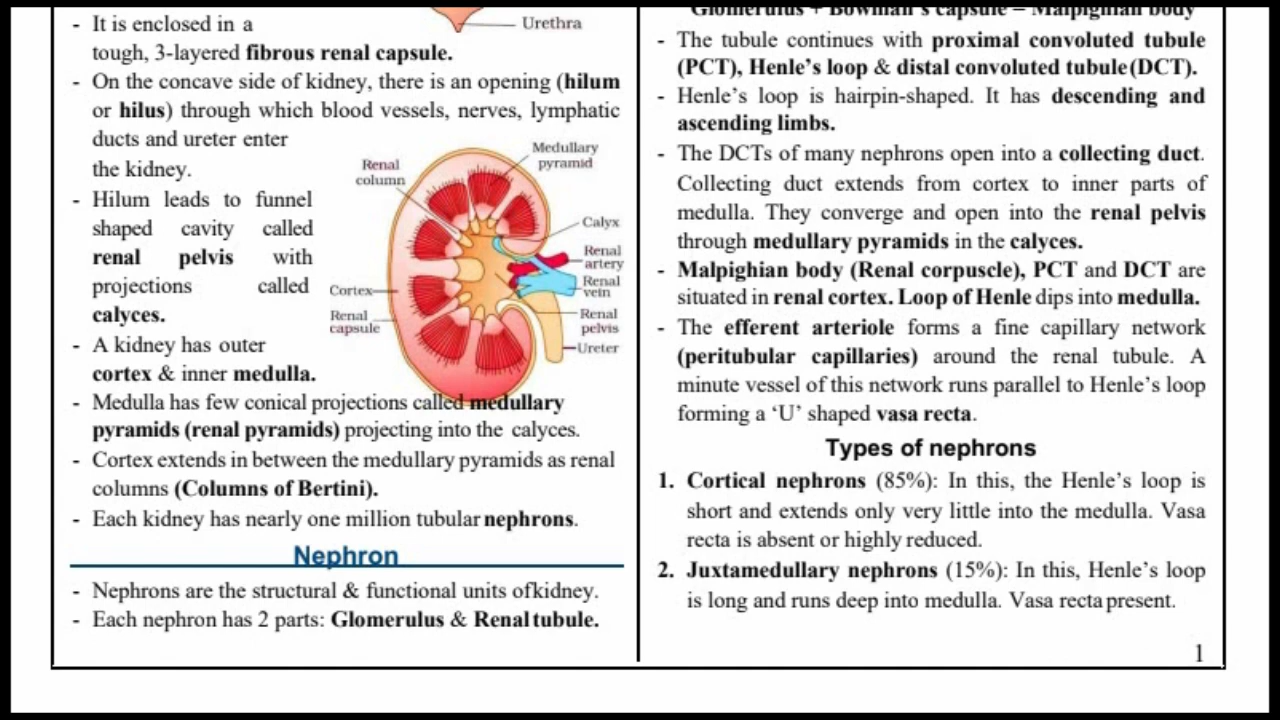 - It is enclosed in a
tough, 3-layered fibrous renal capsule.
- On the concave side of kidney, there is an opening (hilum
or hilus) through which blood vessels, nerves, lymphatic
ducts and ureter enter
the kidney.
- Hilum leads to funnel
shaped cavity called
renal pelvis with
projections called
calyces.
- A kidney has outer
cortex & inner medulla.
- Medulla has few conical projections called medullary
pyramids (renal pyramids) projecting into the calyces.
- Cortex extends in between the medullary pyramids as renal
columns (Columns of Bertini).
- Each kidney has nearly one million tubular nephrons.
Nephron
- Nephrons are the structural & functional units ofkidney.
- Each nephron has 2 parts: Glomerulus & Renal tubule.
Urethra
Renal
column
Medullary
pyramid
Calyx
Renal
artery
Renal
vein
Renal
pelvis
Ureter
Cortex
Renal
capsule
Glomerulus + Bowman's capsule = Malpighian body
- The tubule continues with proximal convoluted tubule
(PCT), Henle's loop & distal convoluted tubule (DCT).
- Henle's loop is hairpin-shaped. It has descending and
ascending limbs.
- The DCTs of many nephrons open into a collecting duct.
Collecting duct extends from cortex to inner parts of
medulla. They converge and open into the renal pelvis
through medullary pyramids in the calyces.
- Malpighian body (Renal corpuscle), PCT and DCT are
situated in renal cortex. Loop of Henle dips into medulla.
- The efferent arteriole forms a fine capillary network
(peritubular capillaries) around the renal tubule. A
minute vessel of this network runs parallel to Henle's loop
forming a ‘U’ shaped vasa recta.
Types of nephrons
1. Cortical nephrons (85%): In this, the Henle's loop is
short and extends only very little into the medulla. Vasa
recta is absent or highly reduced.
2. Juxtamedullary nephrons (15%): In this, Henle's loop
is long and runs deep into medulla. Vasa recta present.
1